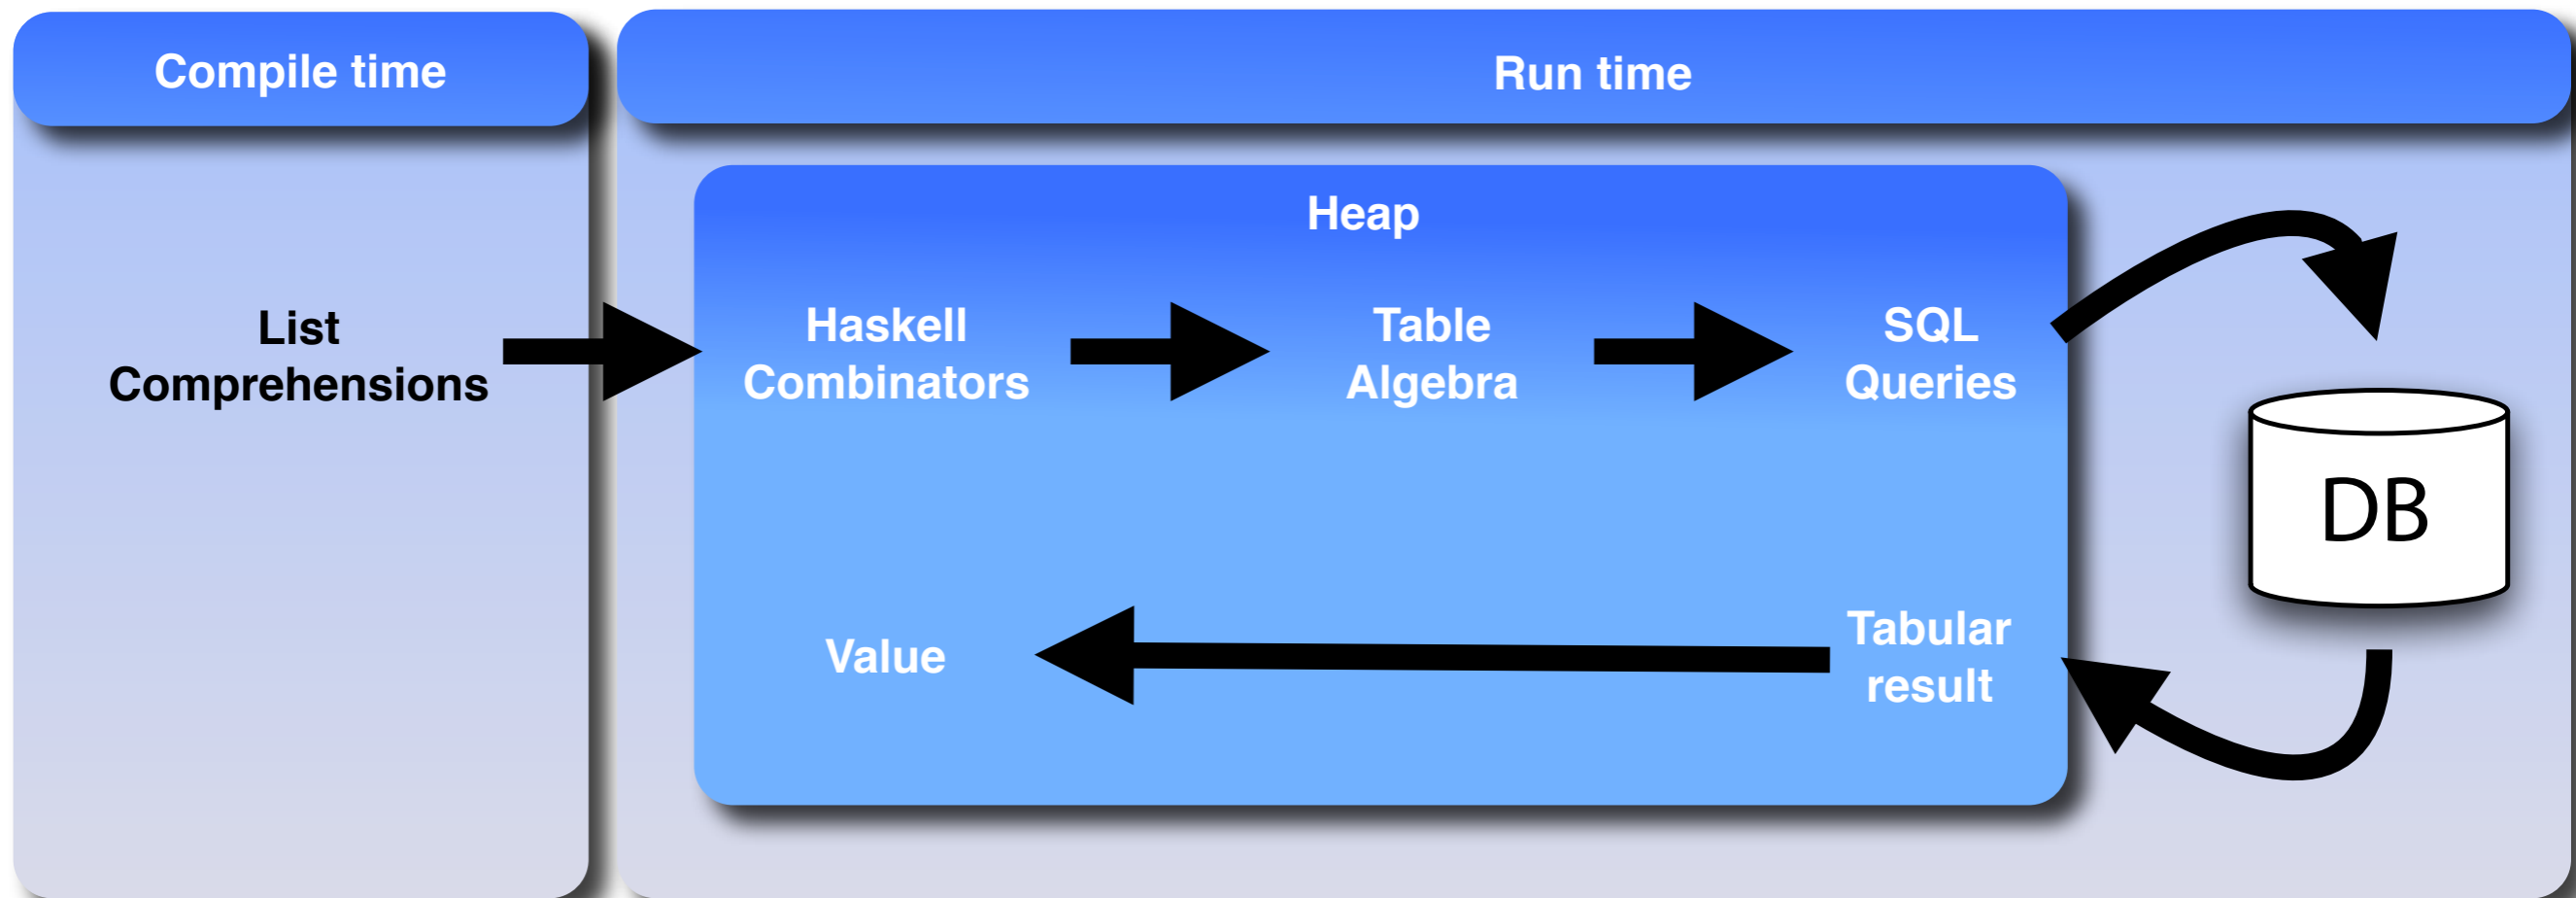 Compile time
Run time
Heap
List
Comprehensions
Haskell
Combinators
Table
Algebra
SQL
Queries
DB
Value
Tabular
result